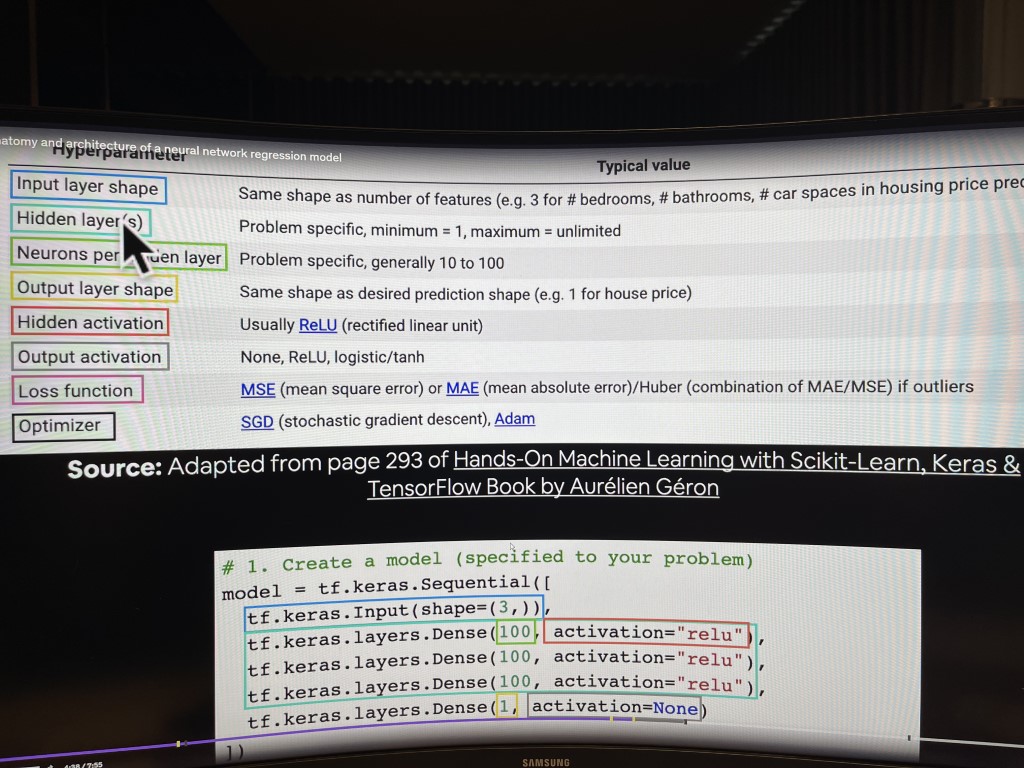 and architecture of a neural network regression model
Hyperparameter Typical value
Input layer shape Same shape as number of features (e.g. 3 for # bedrooms, # bathrooms, # car spaces in housing price
Hidden layer(s) Problem specific, minimum = 1, maximum = unlimited
Neurons per layer Problem specific, generally 10 to 100
Output layer shape Same shape as desired prediction shape (e.g. 1 for house price)
Hidden activation Usually ReLU (rectified linear unit)
Output activation None, ReLU, logistic/tanh
Loss function MSE (mean square error) or MAE (mean absolute error)/Huber (combination of MAE/MSE) if outliers
Optimizer SGD (stochastic gradient descent), Adam
Source: Adapted from page 293 of Hands-On Machine Learning with Scikit-Learn, Keras &
TensorFlow Book by Aurélien Géron
# 1. Create a model (specified to your problem)
model = tf.keras.Sequential([
tf.keras.Input(shape=(3,)),
tf.keras.layers.Dense(100, activation="relu"),
tf.keras.layers.Dense(100, activation="relu"),
tf.keras.layers.Dense(100, activation="relu"),
tf.keras.layers.Dense(1, activation=None)
])
4:38 / 7:55
SAMSUNG